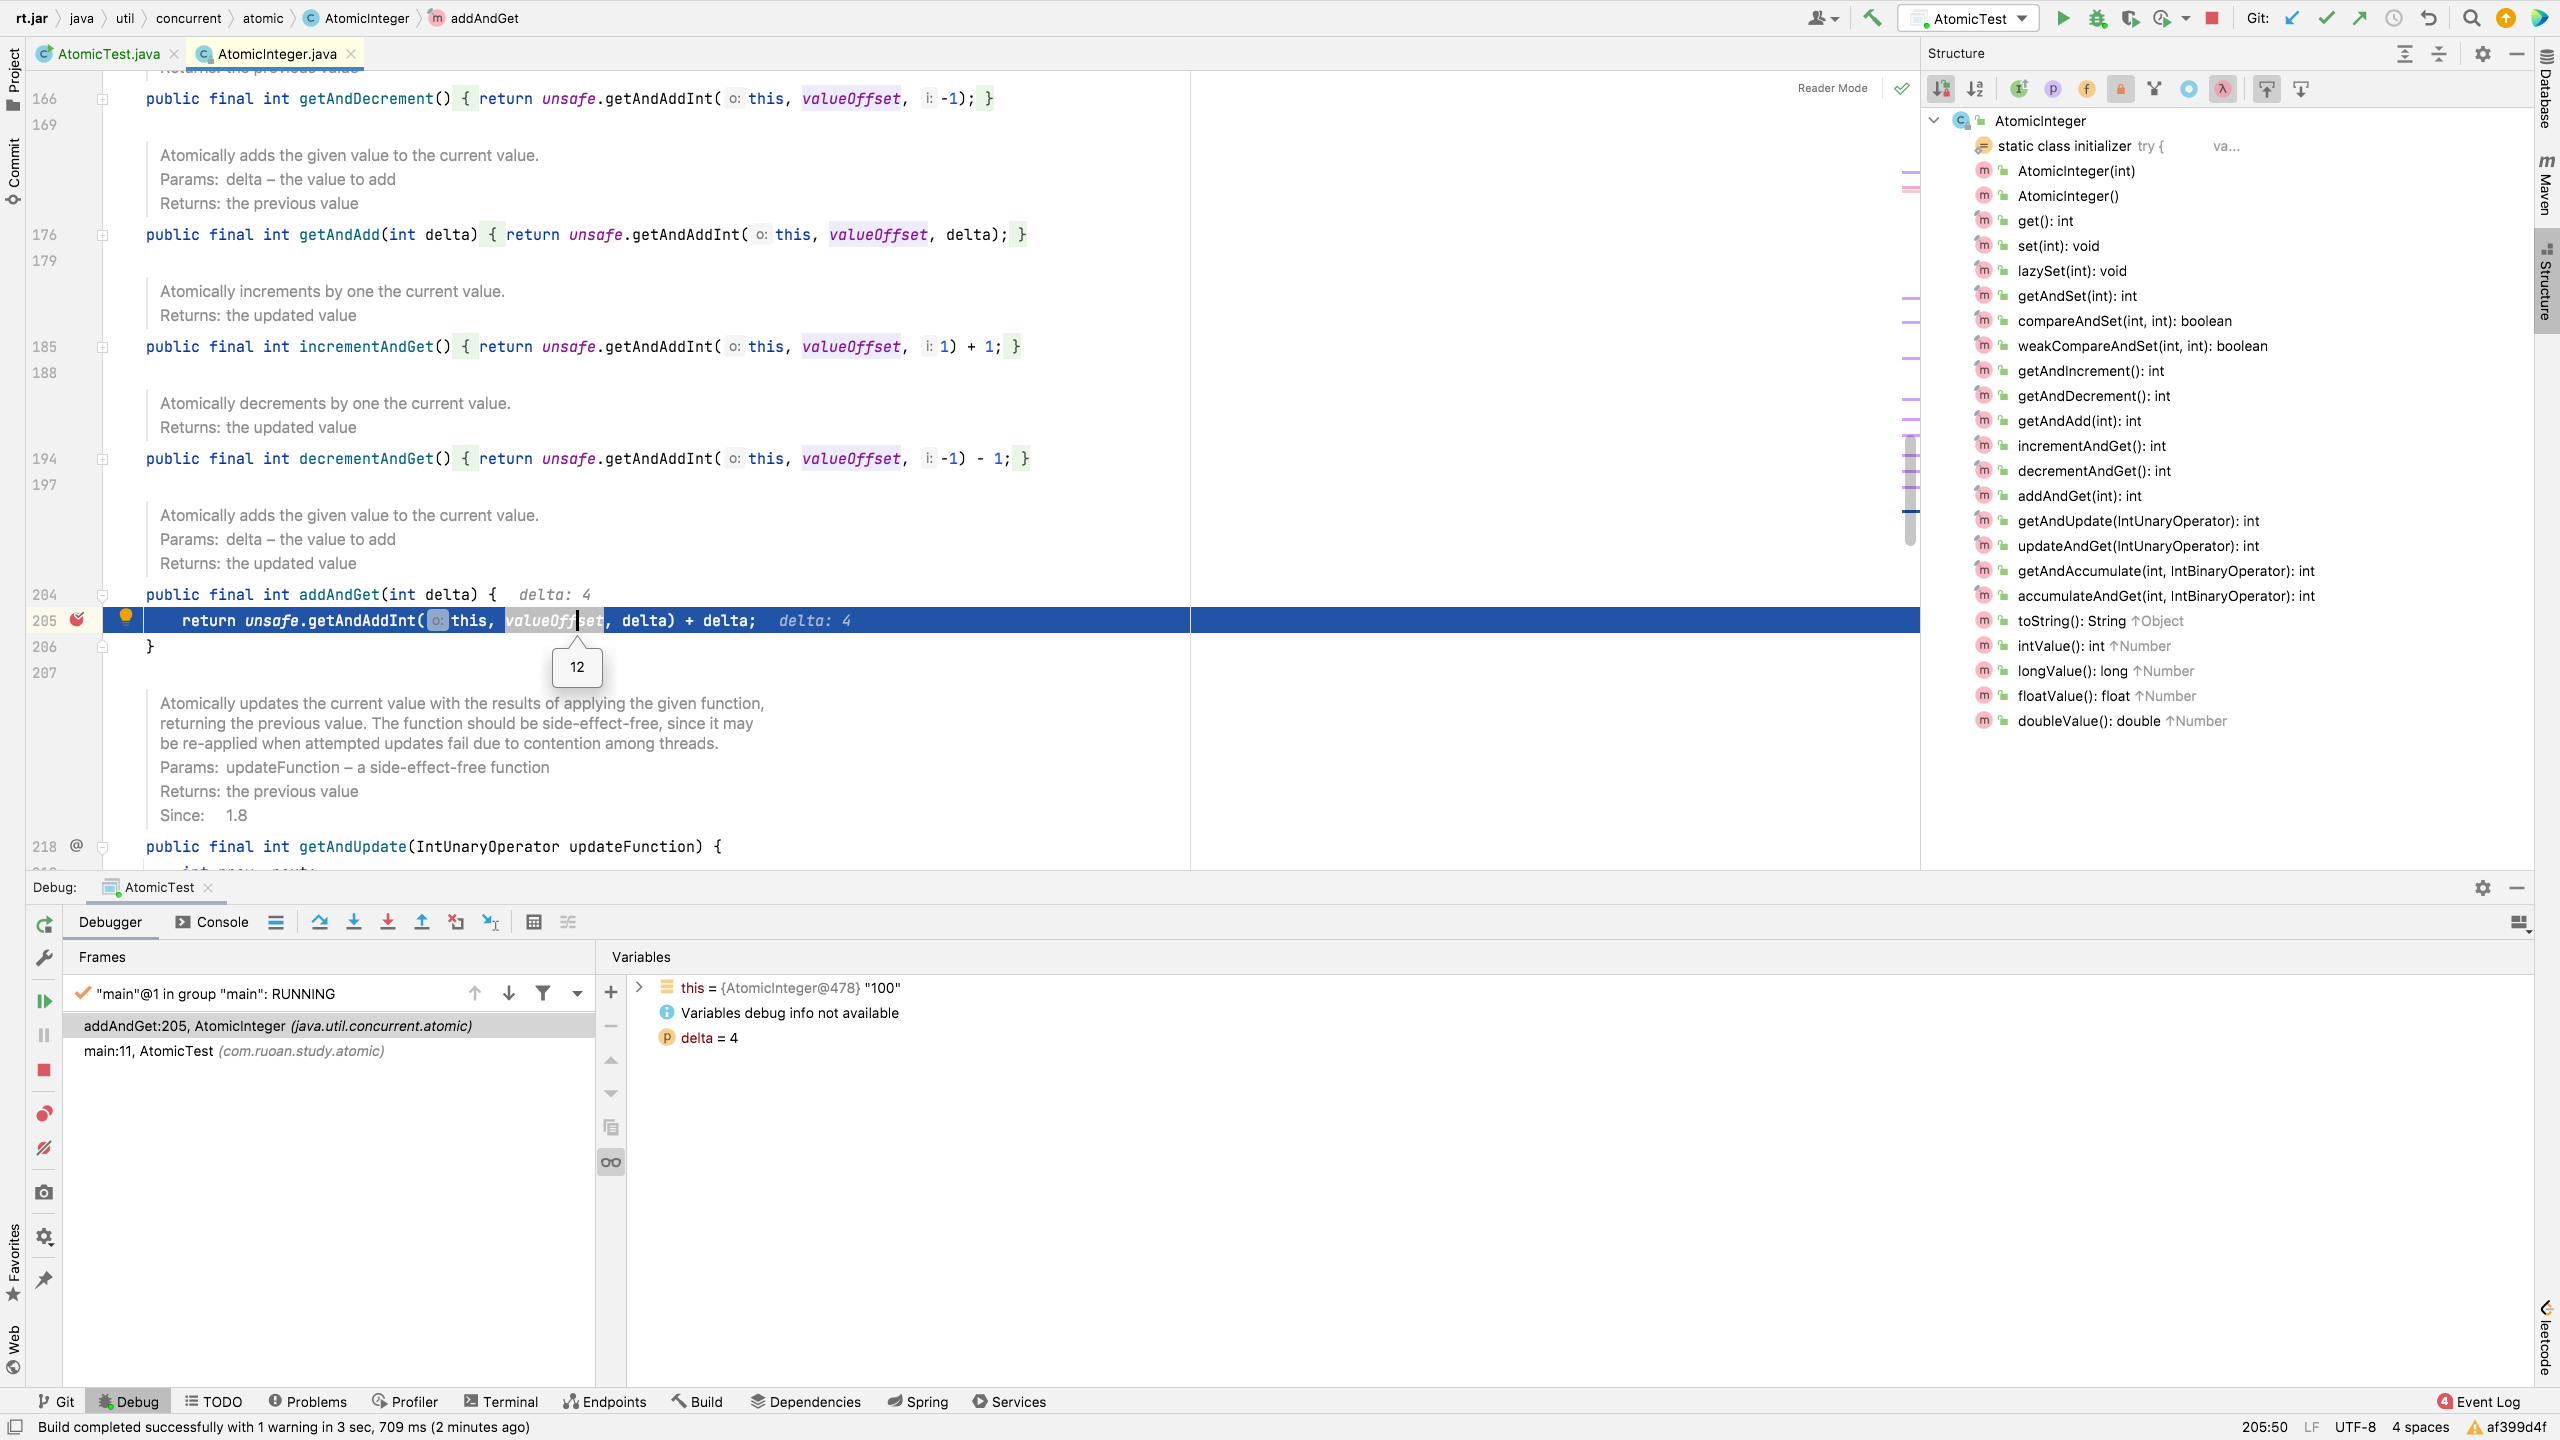 rt.jar java util concurrent atomic AtomicInteger addAndGet
AtomicTest
Git:
AtomicTest.java AtomicInteger.java
Structure
Project
Commit
Favorites
Web
Database
Maven
Structure
leetcode
Reader Mode
Returns: the previous value
166 public final int getAndDecrement() { return unsafe.getAndAddInt( o: this, valueOffset, i: -1); }
169
Atomically adds the given value to the current value.
Params: delta – the value to add
Returns: the previous value
176 public final int getAndAdd(int delta) { return unsafe.getAndAddInt( o: this, valueOffset, delta); }
179
Atomically increments by one the current value.
Returns: the updated value
185 public final int incrementAndGet() { return unsafe.getAndAddInt( o: this, valueOffset, i: 1) + 1; }
188
Atomically decrements by one the current value.
Returns: the updated value
194 public final int decrementAndGet() { return unsafe.getAndAddInt( o: this, valueOffset, i: -1) - 1; }
197
Atomically adds the given value to the current value.
Params: delta – the value to add
Returns: the updated value
204 public final int addAndGet(int delta) { delta: 4
205 return unsafe.getAndAddInt( o: this, valueOffset, delta) + delta; delta: 4
206 }
12
207
Atomically updates the current value with the results of applying the given function,
returning the previous value. The function should be side-effect-free, since it may
be re-applied when attempted updates fail due to contention among threads.
Params: updateFunction – a side-effect-free function
Returns: the previous value
Since: 1.8
218 @ public final int getAndUpdate(IntUnaryOperator updateFunction) {
AtomicInteger
static class initializer try { va...
AtomicInteger(int)
AtomicInteger()
get(): int
set(int): void
lazySet(int): void
getAndSet(int): int
compareAndSet(int, int): boolean
weakCompareAndSet(int, int): boolean
getAndIncrement(): int
getAndDecrement(): int
getAndAdd(int): int
incrementAndGet(): int
decrementAndGet(): int
addAndGet(int): int
getAndUpdate(IntUnaryOperator): int
updateAndGet(IntUnaryOperator): int
getAndAccumulate(int, IntBinaryOperator): int
accumulateAndGet(int, IntBinaryOperator): int
toString(): String ↑Object
intValue(): int ↑Number
longValue(): long ↑Number
floatValue(): float ↑Number
doubleValue(): double ↑Number
Debug: AtomicTest
Debugger Console
Frames
Variables
"main"@1 in group "main": RUNNING
addAndGet:205, AtomicInteger (java.util.concurrent.atomic)
main:11, AtomicTest (com.ruoan.study.atomic)
this = {AtomicInteger@478} "100"
Variables debug info not available
delta = 4
Git Debug TODO Problems Profiler Terminal Endpoints Build Dependencies Spring Services
4 Event Log
Build completed successfully with 1 warning in 3 sec, 709 ms (2 minutes ago)
205:50 LF UTF-8 4 spaces af399d4f